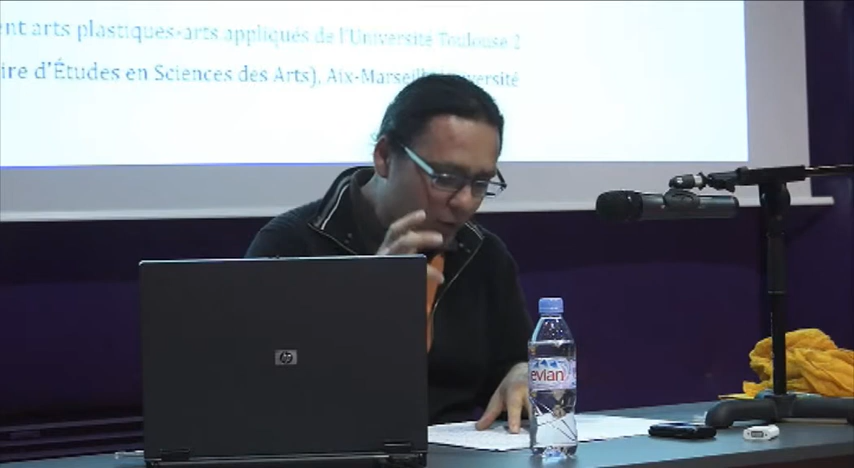 ent arts plastiques-arts appliqués de l'Université Toulouse 2
ire d'Études en Sciences des Arts), Aix-Marseille Université
hp
evian